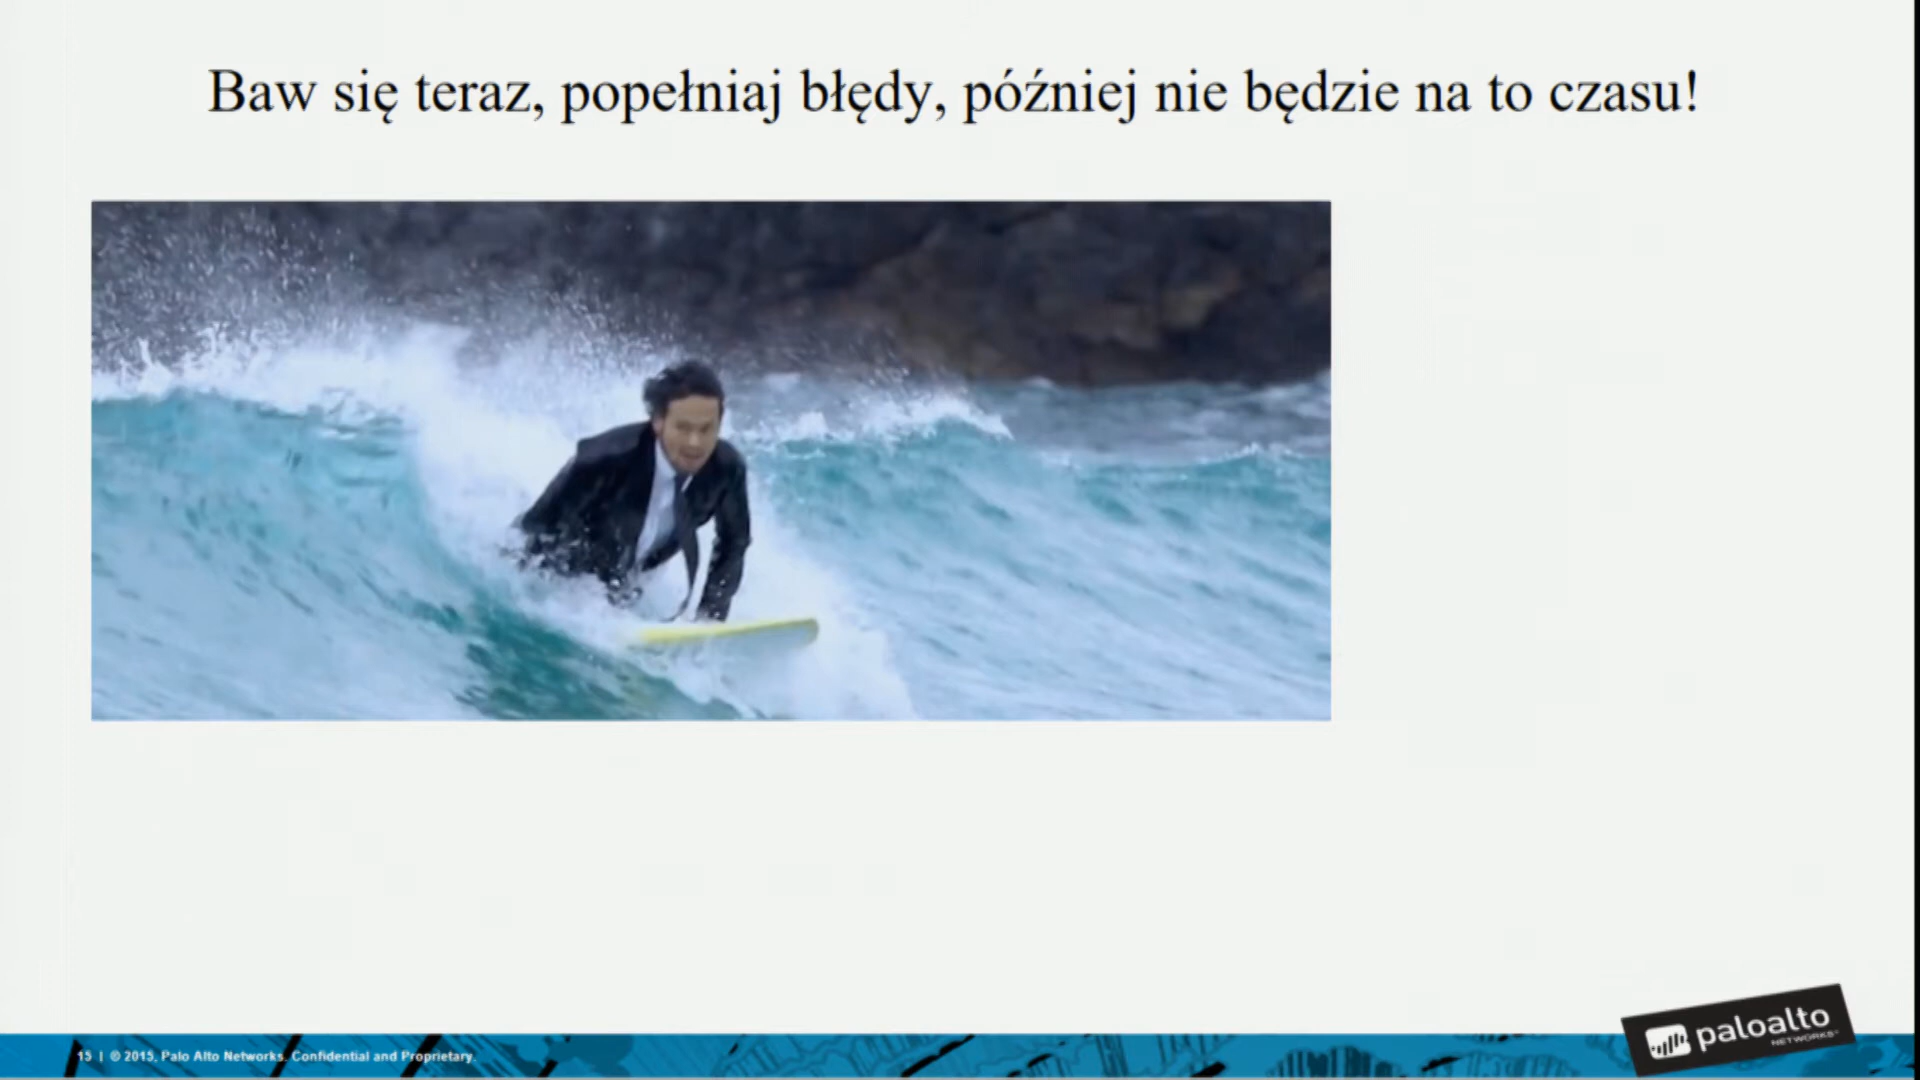 Baw się teraz, popełniaj błędy, później nie będzie na to czasu!
15 | © 2015, Palo Alto Networks. Confidential and Proprietary.
paloalto
NETWORKS